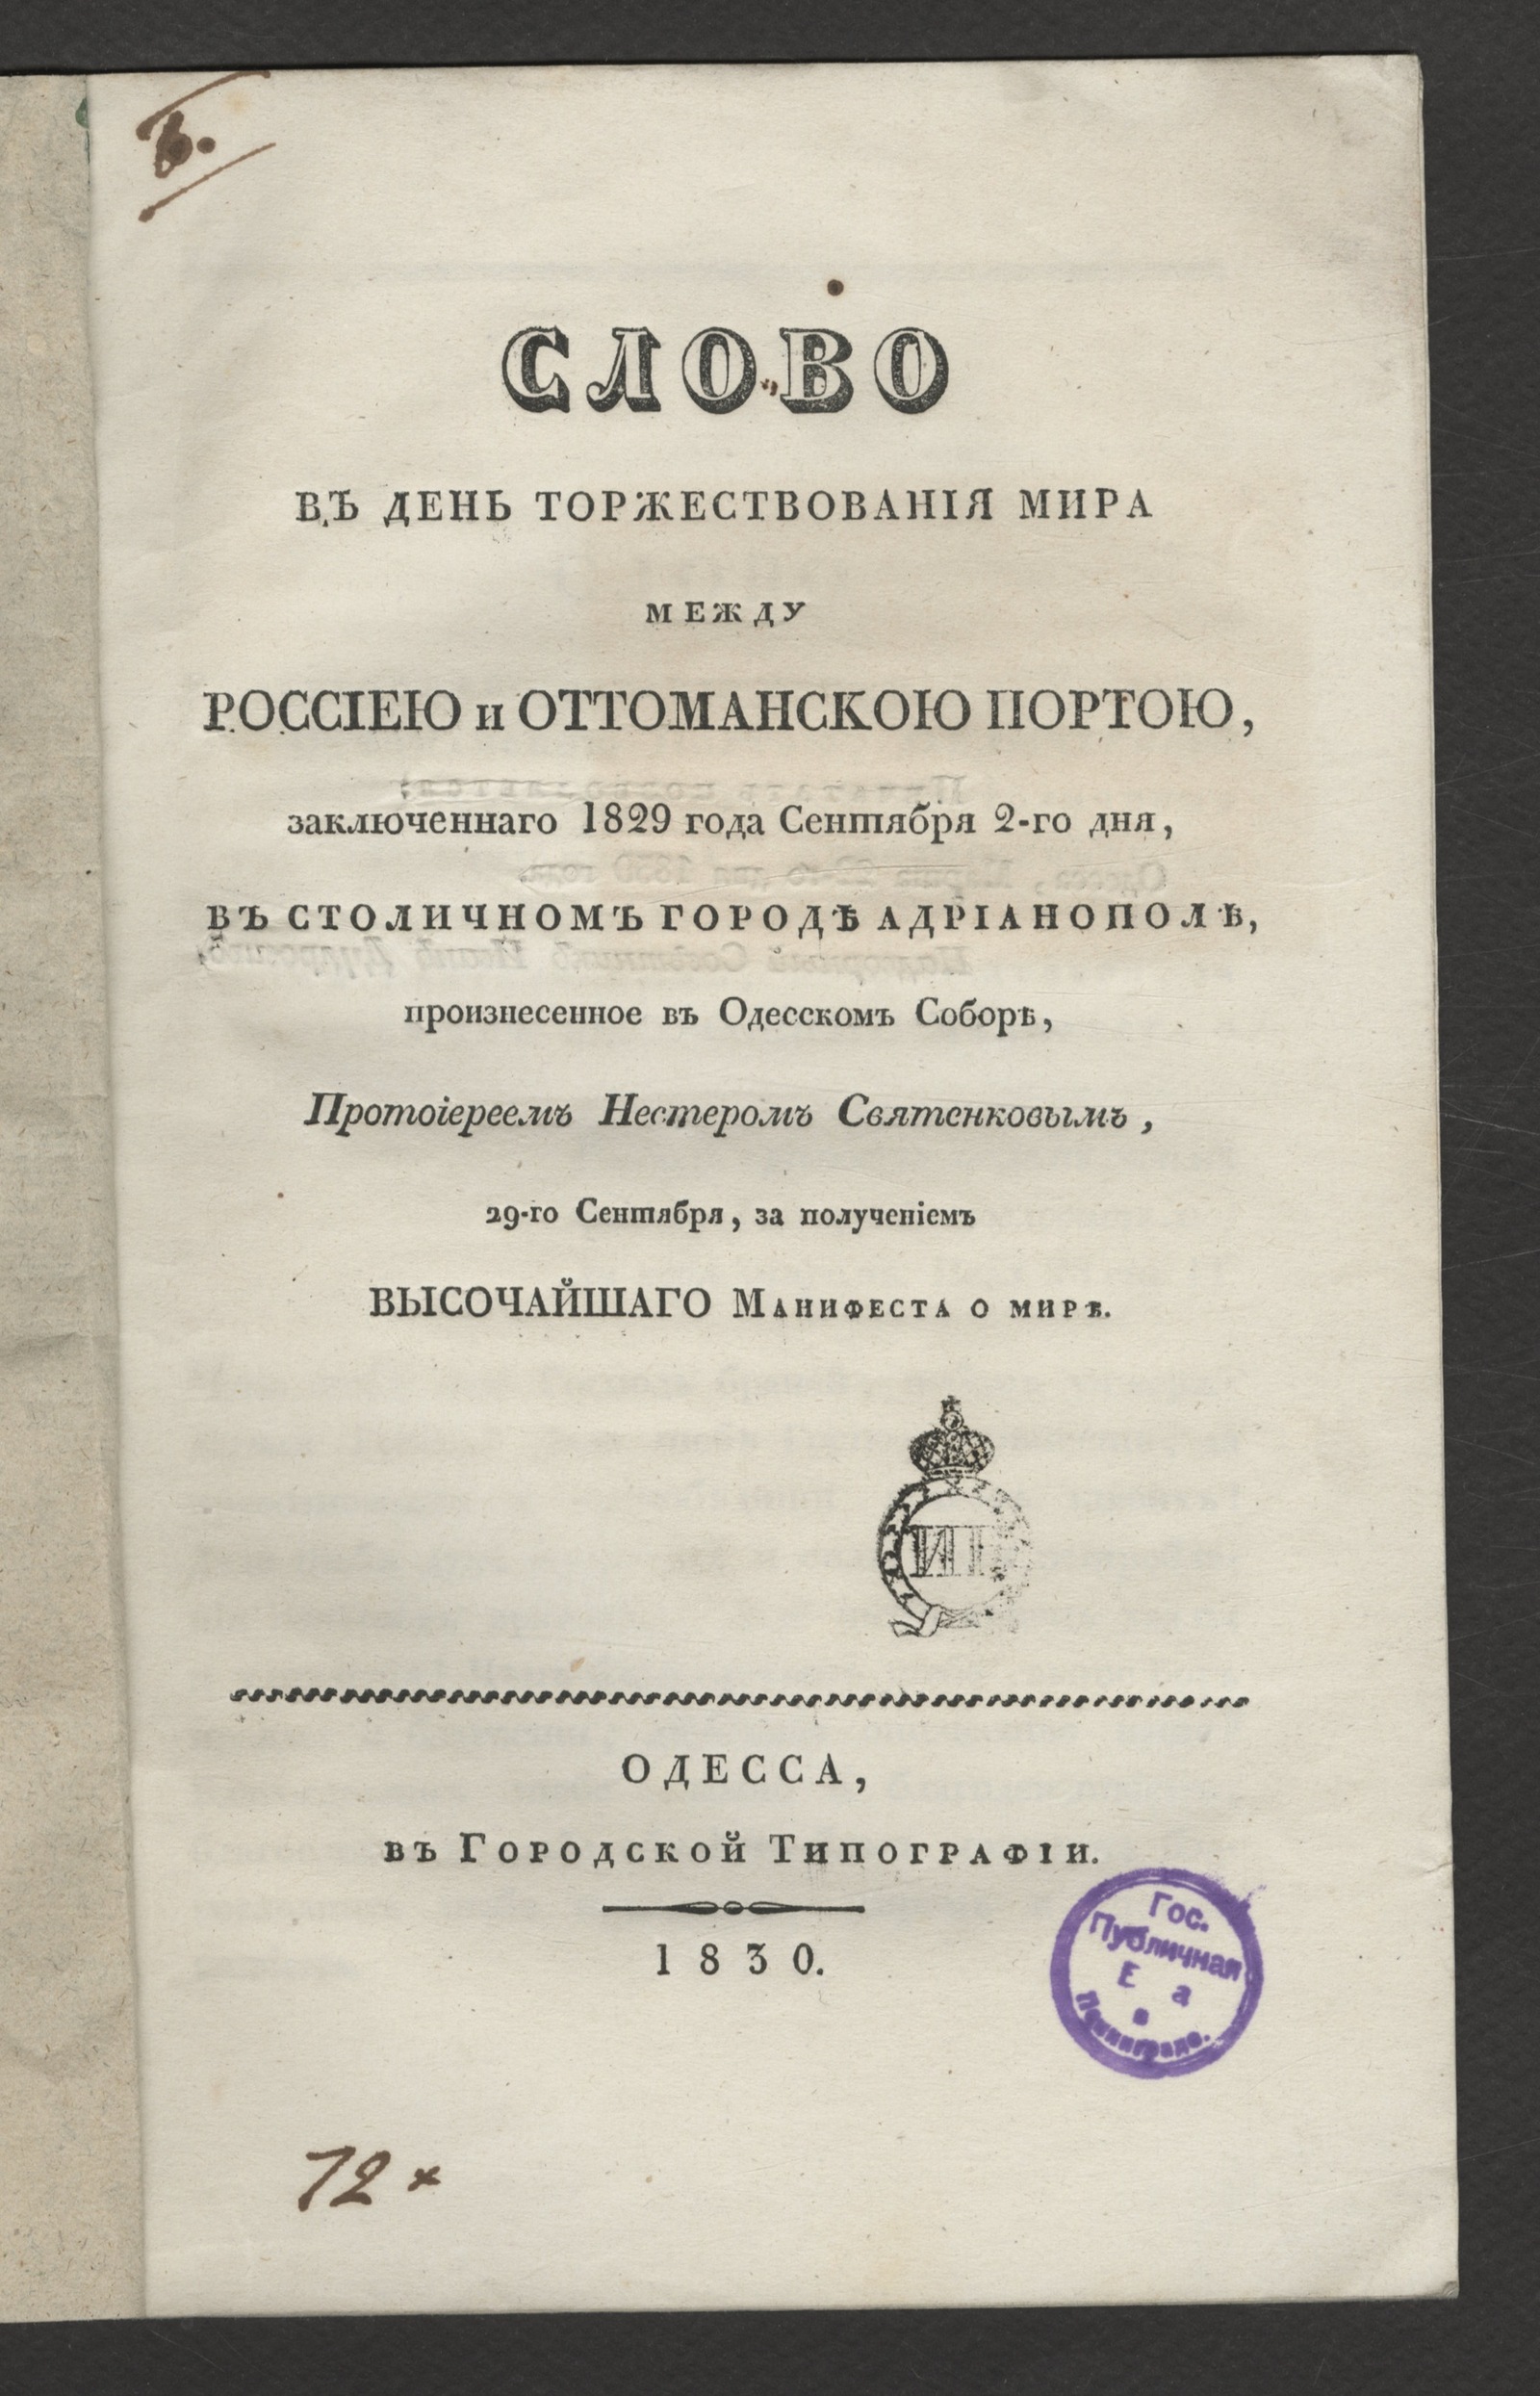 СЛОВО
ВЪ ДЕНЬ ТОРЖЕСТВОВАНІЯ МИРА
МЕЖДУ
РОССІЕЮ и ОТТОМАНСКОЮ ПОРТОЮ,
заключеннаго 1829 года Сентября 2-го дня,
ВЪ СТОЛИЧНОМЪ ГОРОДѢ АДРІАНОПОЛѢ,
произнесенное въ Одесскомъ Соборѣ,
Протоіереемъ Нестеромъ Святенковымъ,
29-го Сентября, за полученіемъ
ВЫСОЧАЙШАГО Манифеста о мирѣ.
ОДЕССА,
въ Городской Типографіи.
1830.
Гос.
Публичная
72